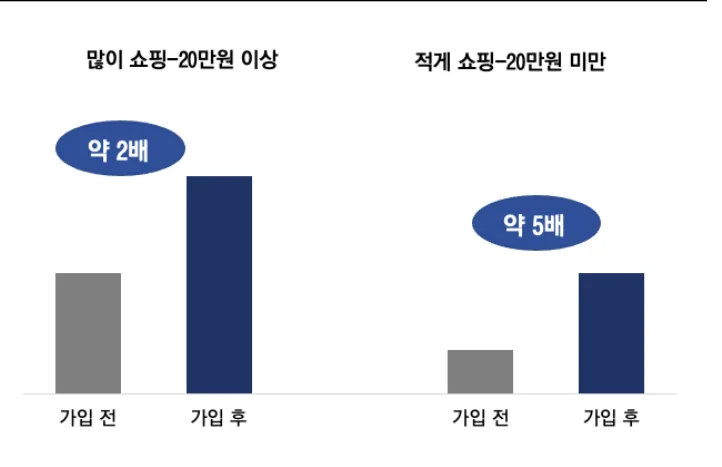 많이 쇼핑-20만원 이상
적게 쇼핑-20만원 미만
약 2배
약 5배
가입 전
가입 후
가입 전
가입 후